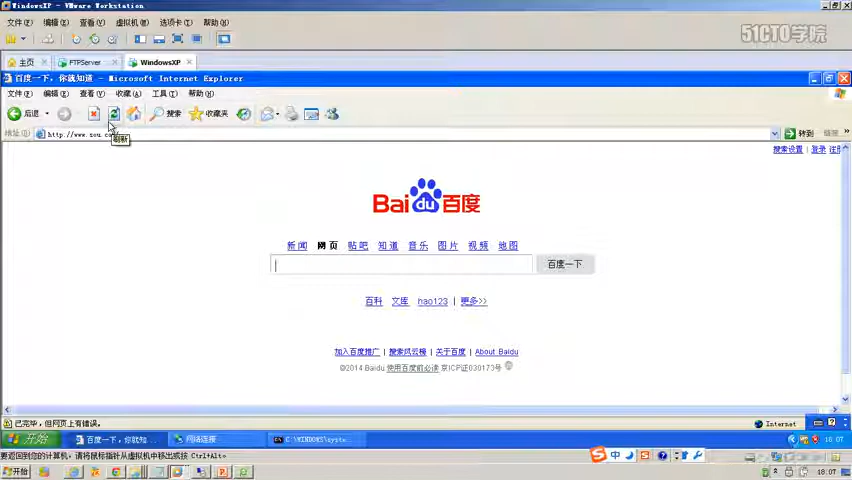 WindowsXP - VMware Workstation
文件(F) 编辑(E) 查看(V) 虚拟机(M) 选项卡(T) 帮助(H)
51CTO学院
主页 FTPServer WindowsXP
百度一下，你就知道 - Microsoft Internet Explorer
文件(F) 编辑(E) 查看(V) 收藏(A) 工具(T) 帮助(H)
后退 搜索 收藏夹
地址(D) http://www.zou.co 转到 链接
刷新
搜索设置 | 登录 注册
Bai du 百度
新闻 网页 贴吧 知道 音乐 图片 视频 地图
百度一下
百科 文库 hao123 | 更多>>
加入百度推广 | 搜索风云榜 | 关于百度 | About Baidu
©2014 Baidu 使用百度前必读 京ICP证030173号
已完毕，但网页上有错误。 Internet
开始 百度一下，你就知... 网络连接 C:\WINDOWS\syste... 18:07
要返回到您的计算机，请将鼠标指针从虚拟机中移出或按 Ctrl+Alt。
中
开始 18:07